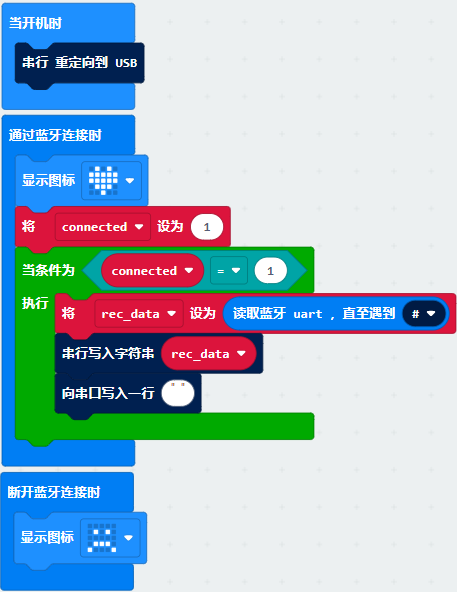 当开机时
串行 重定向到 USB
通过蓝牙连接时
显示图标
将 connected 设为 1
当条件为 connected = 1
执行 将 rec_data 设为 读取蓝牙 uart , 直至遇到 #
串行写入字符串 rec_data
向串口写入一行 " "
断开蓝牙连接时
显示图标